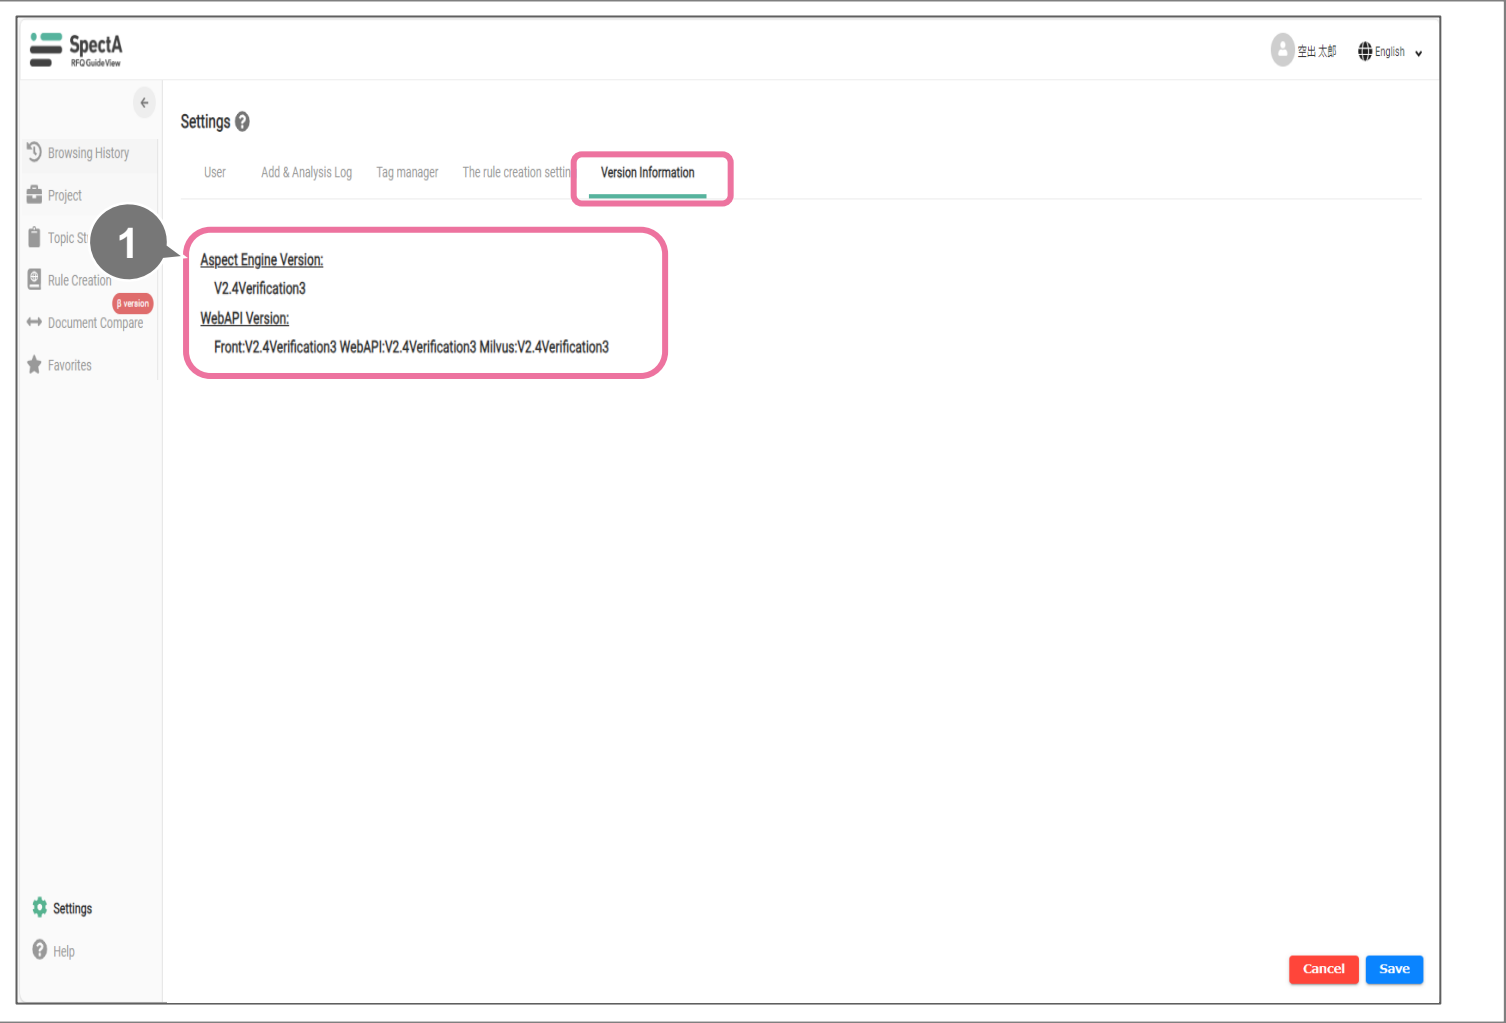 SpectA
RFQ GuideView
空出 太郎
English
Settings
User
Add & Analysis Log
Tag manager
The rule creation settin
Version Information
Browsing History
Project
Topic St
Rule Creation
β version
Document Compare
Favorites
1
Aspect Engine Version:
V2.4Verification3
WebAPI Version:
Front:V2.4Verification3 WebAPI:V2.4Verification3 Milvus:V2.4Verification3
Settings
Help
Cancel
Save